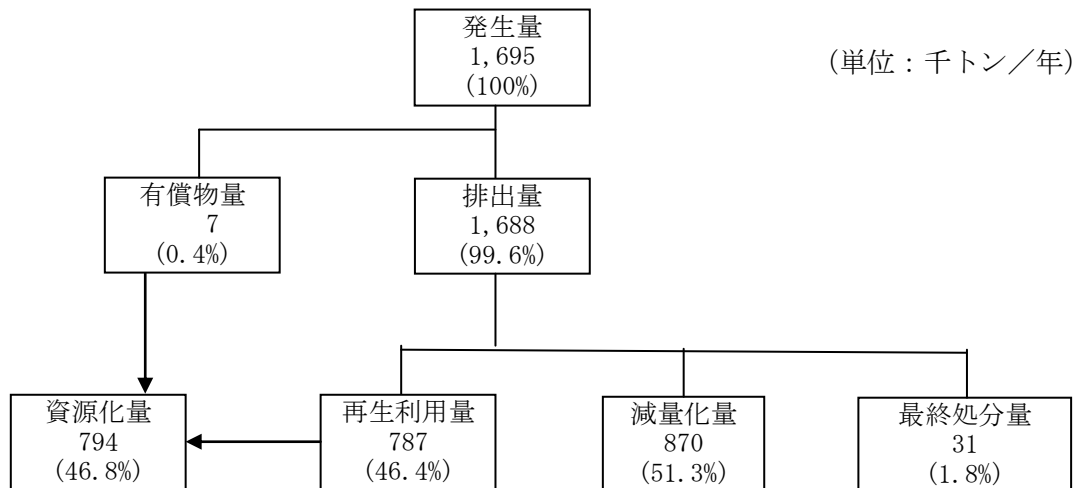 発生量
1,695
(100%)
(単位：千トン／年)
有償物量
7
(0.4%)
排出量
1,688
(99.6%)
資源化量
794
(46.8%)
再生利用量
787
(46.4%)
減量化量
870
(51.3%)
最終処分量
31
(1.8%)